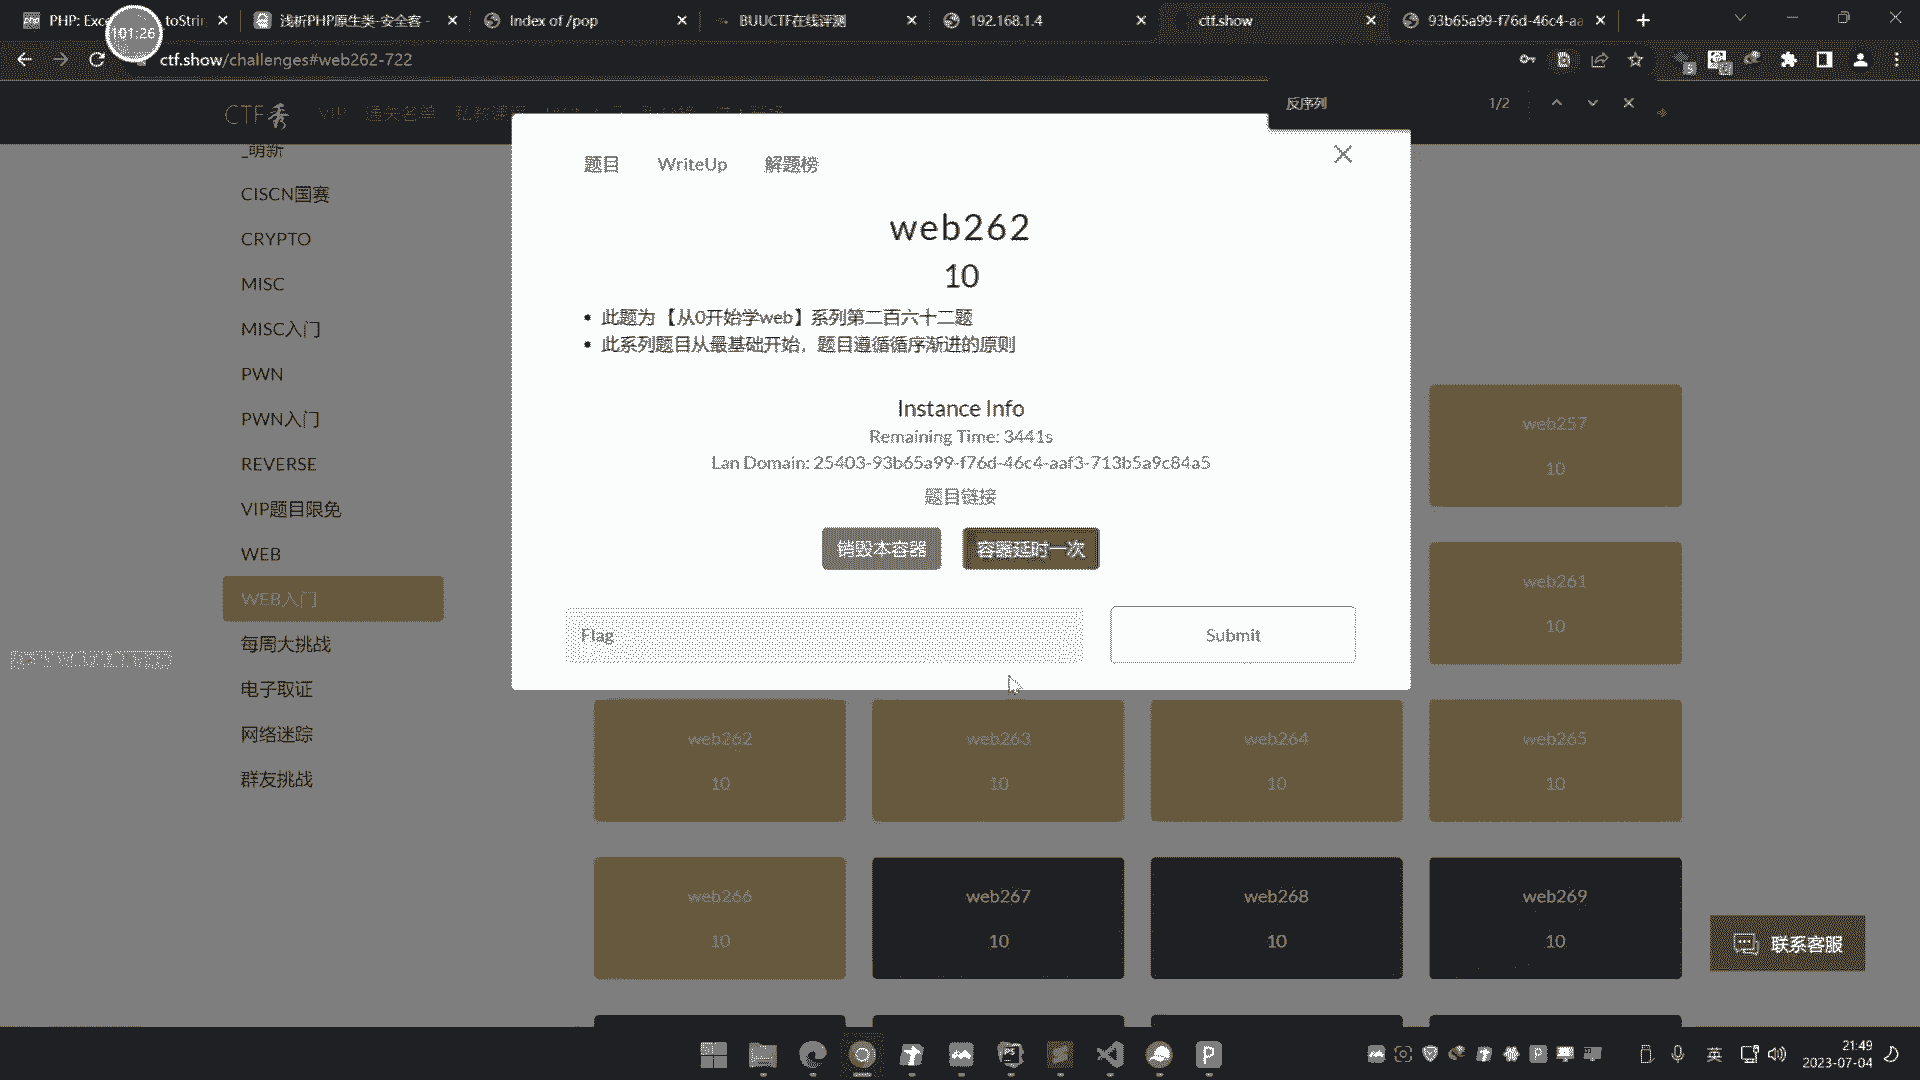 PHP: Exce
toStrin
浅析PHP原生类-安全客 -
Index of /pop
BUUCTF在线评测
192.168.1.4
ctf.show
93b65a99-f76d-46c4-aa
101:26
ctf.show/challenges#web262-722
反序列
1/2
CTF秀
VIP
_萌新
CISCN国赛
CRYPTO
MISC
MISC入门
PWN
PWN入门
REVERSE
VIP题目限免
WEB
WEB入门
每周大挑战
电子取证
网络迷踪
群友挑战
题目
WriteUp
解题榜
web262
10
此题为 【从0开始学web】系列第二百六十二题
此系列题目从最基础开始，题目遵循循序渐进的原则
Instance Info
Remaining Time: 3441s
Lan Domain: 25403-93b65a99-f76d-46c4-aaf3-713b5a9c84a5
题目链接
销毁本容器
容器延时一次
Flag
Submit
web257
10
web261
10
web262
10
web263
10
web264
10
web265
10
web266
10
web267
10
web268
10
web269
10
联系客服
英
21:49
2023-07-04